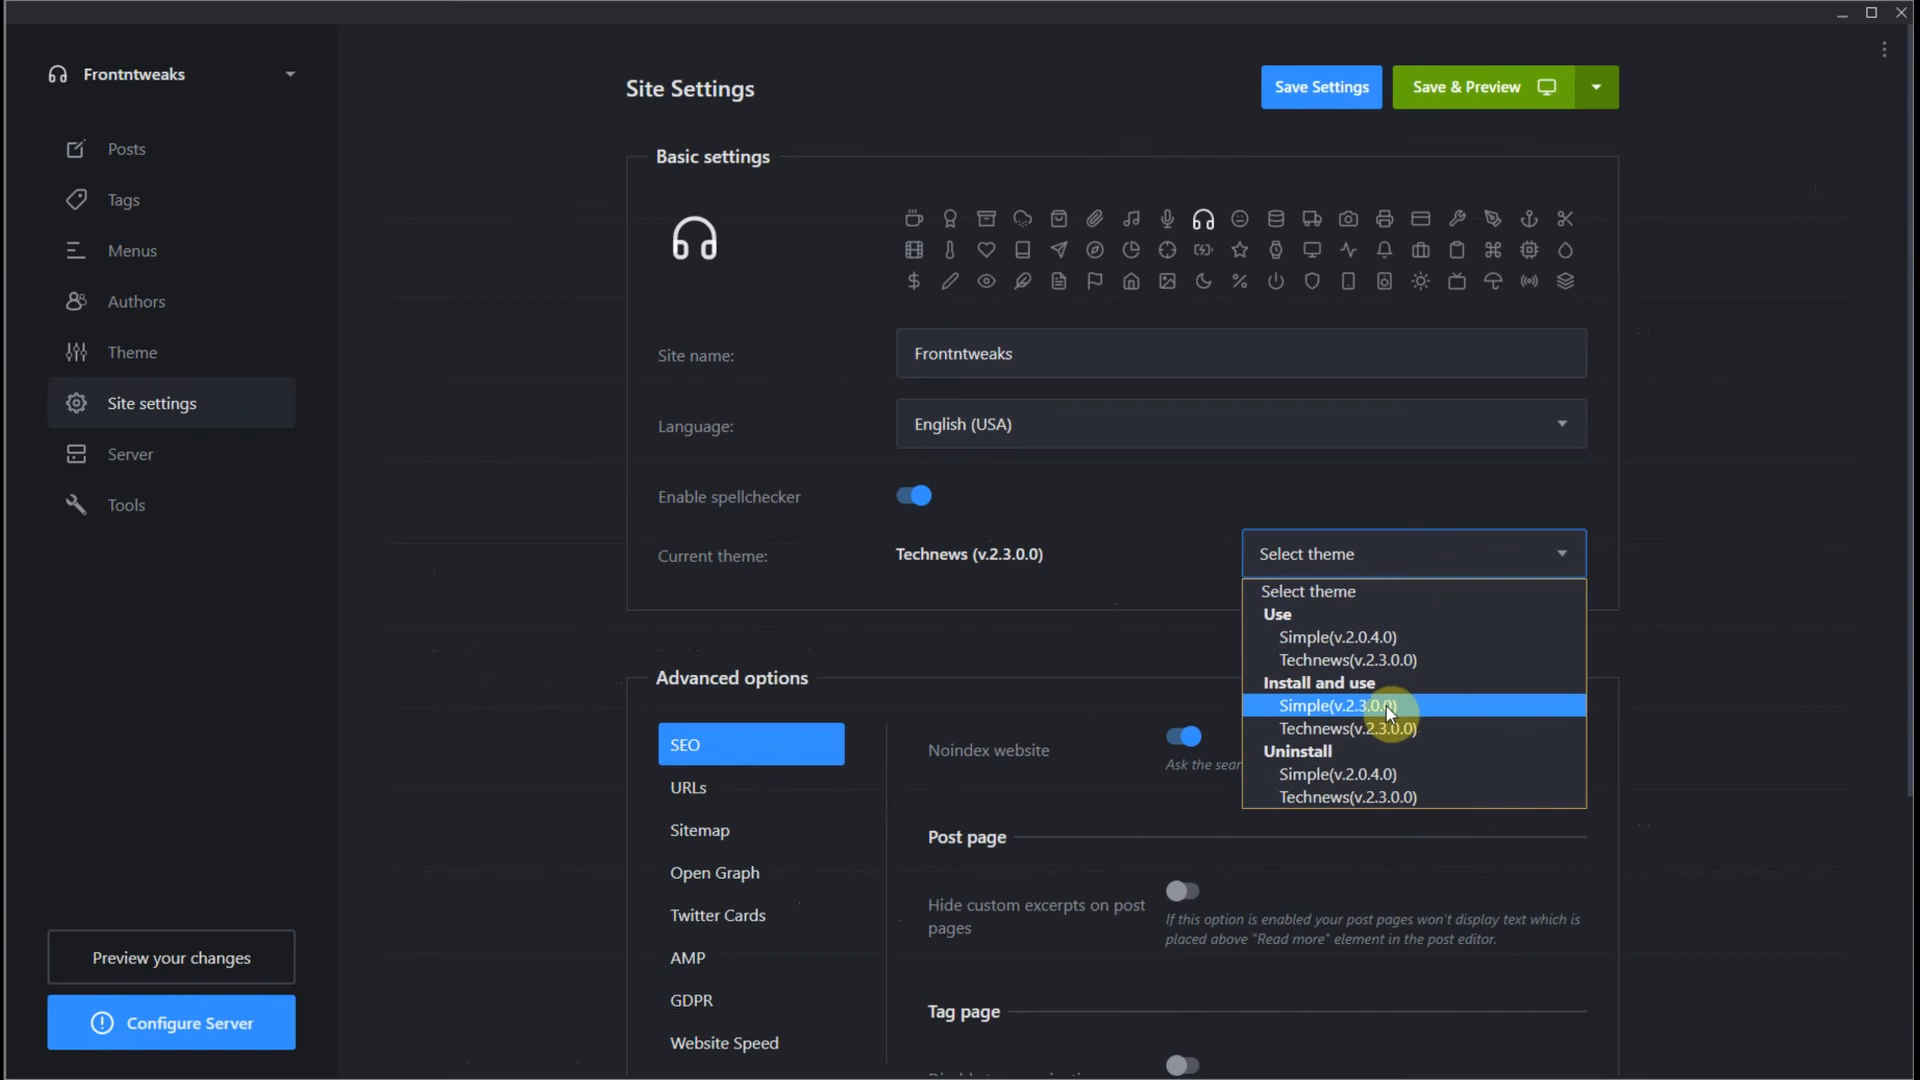 Frontntweaks
Posts
Tags
Menus
Authors
Theme
Site settings
Server
Tools
Preview your changes
Configure Server
Site Settings
Save Settings
Save & Preview
Basic settings
Site name:
Frontntweaks
Language:
English (USA)
Enable spellchecker
Current theme:
Technews (v.2.3.0.0)
Select theme
Select theme
Use
Simple(v.2.0.4.0)
Technews(v.2.3.0.0)
Install and use
Simple(v.2.3.0.0)
Technews(v.2.3.0.0)
Uninstall
Simple(v.2.0.4.0)
Technews(v.2.3.0.0)
Advanced options
SEO
URLs
Sitemap
Open Graph
Twitter Cards
AMP
GDPR
Website Speed
Noindex website
Ask the sear
Post page
Hide custom excerpts on post
pages
If this option is enabled your post pages won't display text which is
placed above "Read more" element in the post editor.
Tag page